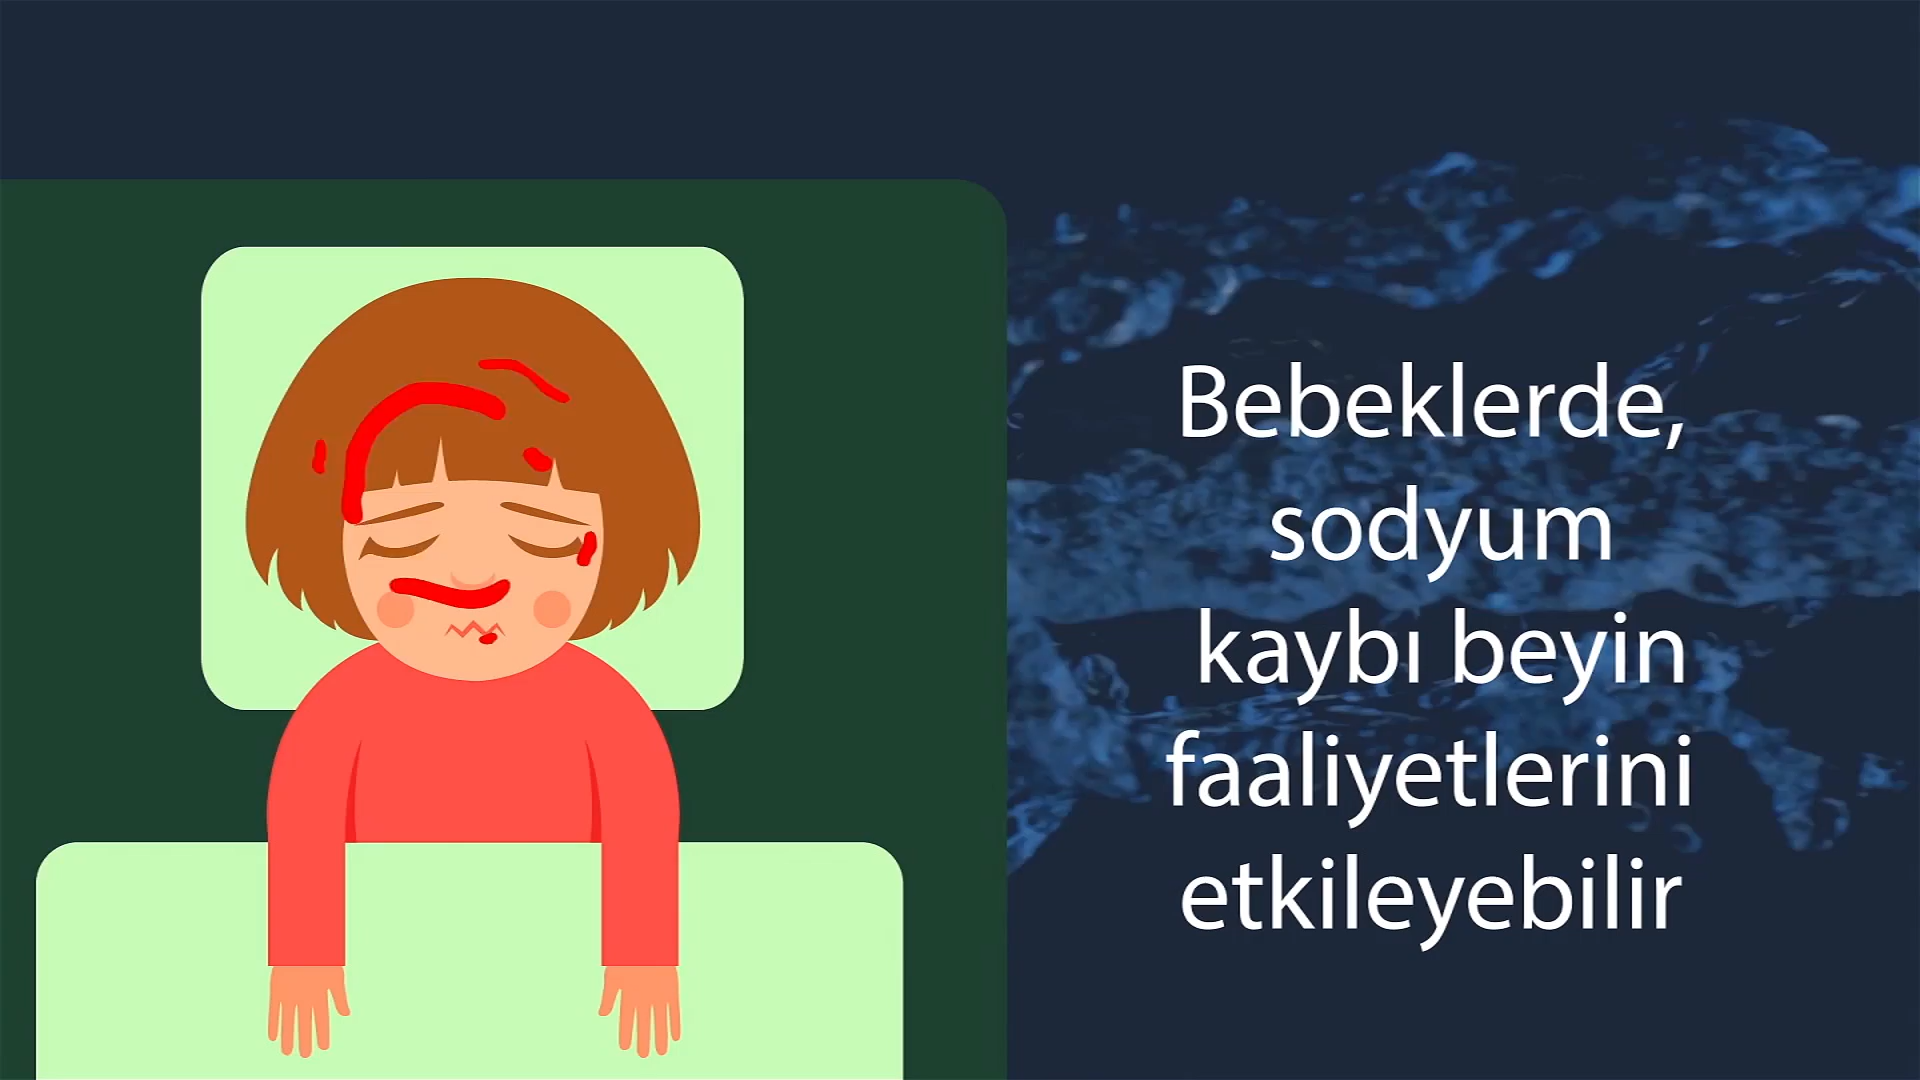 Bebeklerde,
sodyum
kaybı beyin
faaliyetlerini
etkileyebilir